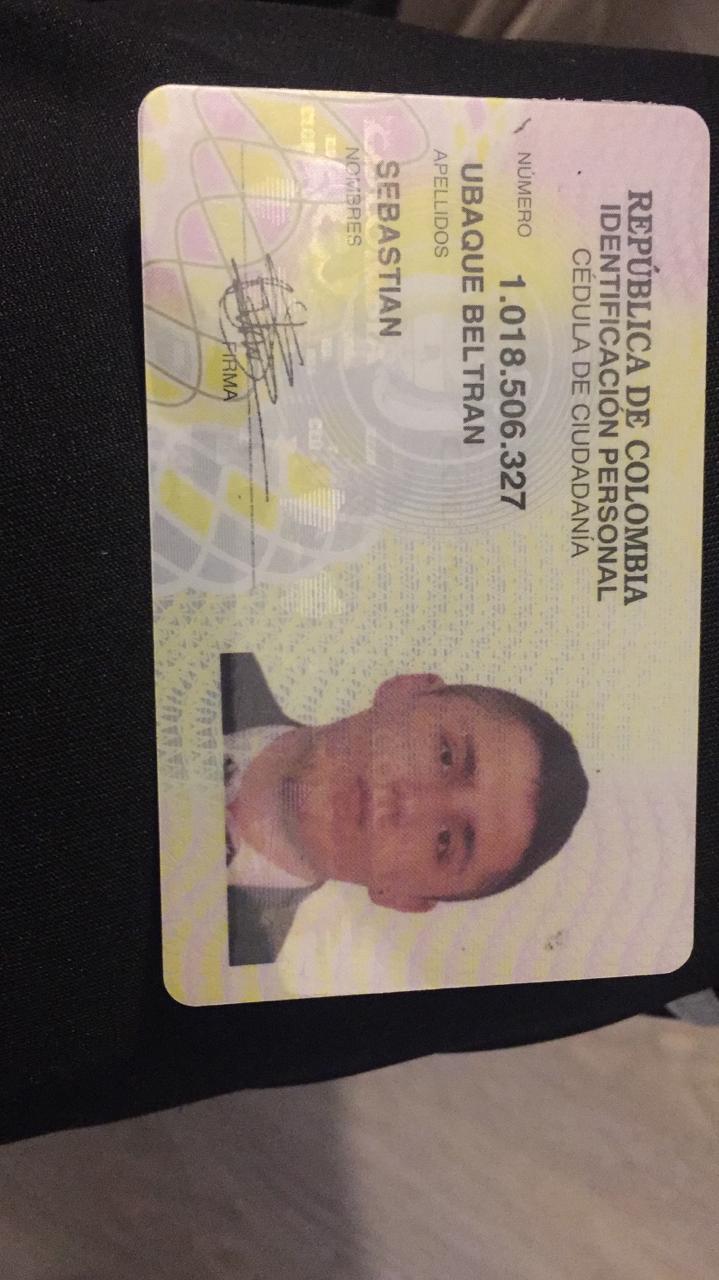 REPÚBLICA DE COLOMBIA
IDENTIFICACIÓN PERSONAL
CÉDULA DE CIUDADANÍA
NÚMERO 1.018.506.327
UBAQUE BELTRAN
APELLIDOS
SEBASTIAN
NOMBRES
FIRMA